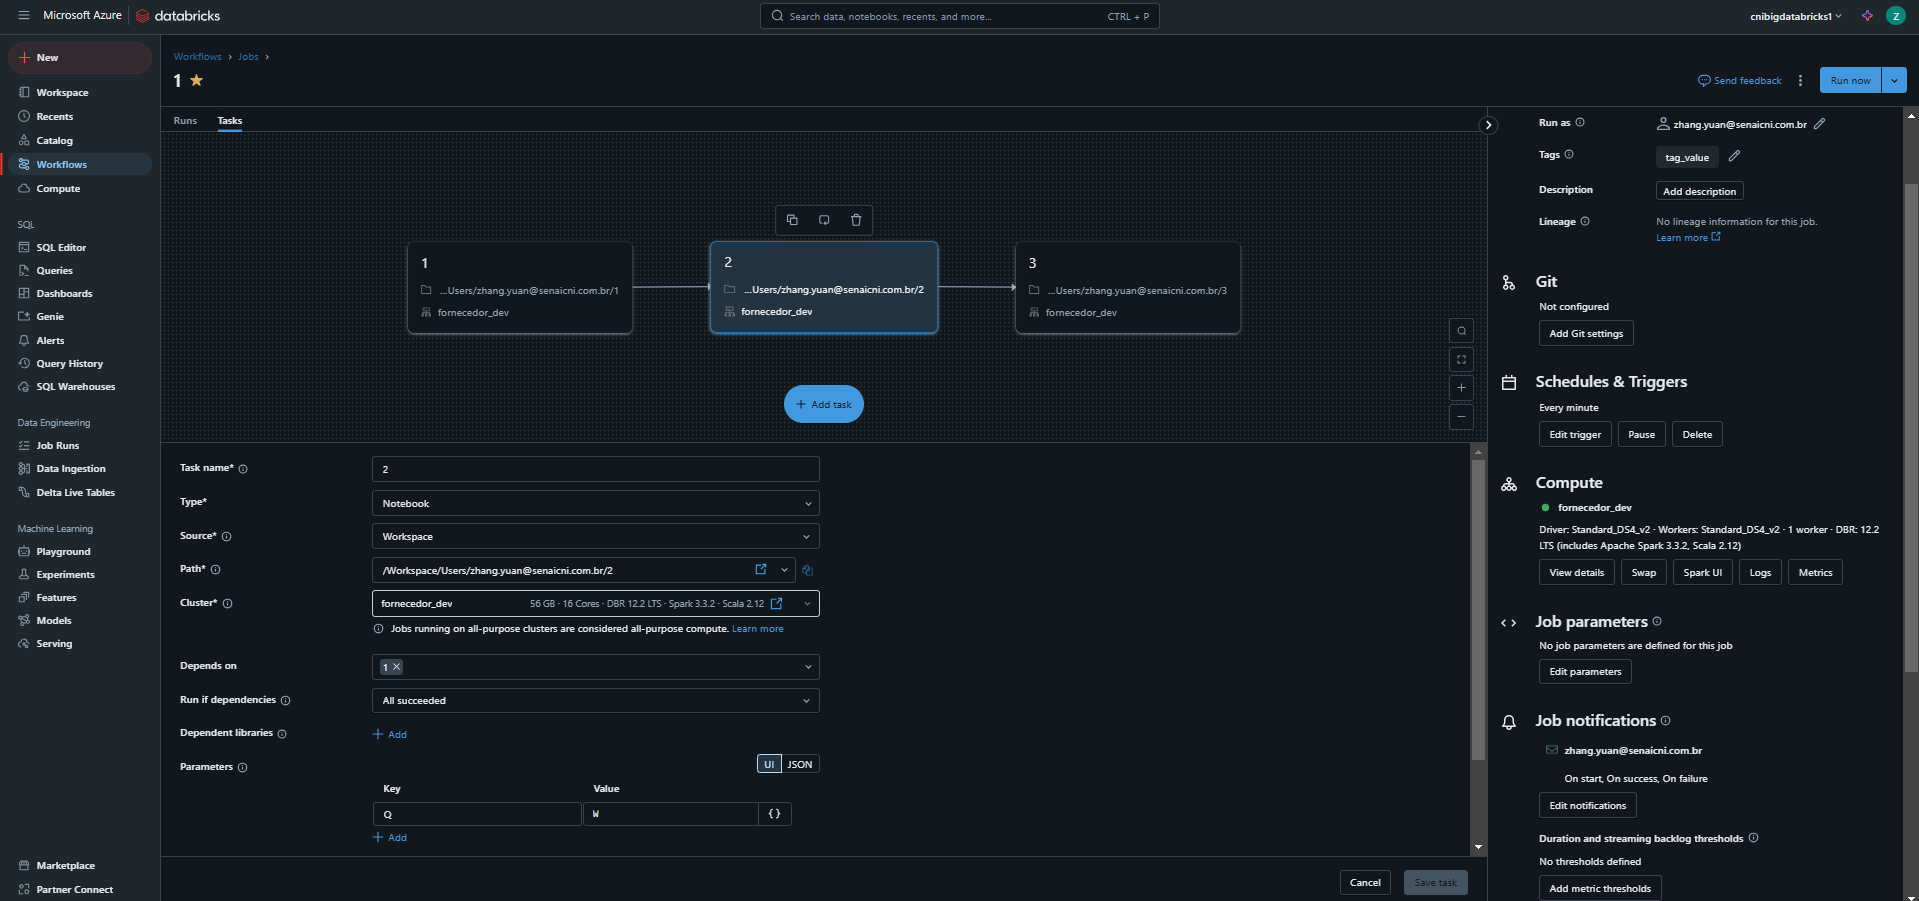 Microsoft Azure databricks
Search data, notebooks, recents, and more... CTRL + P
cnibigdatabricks1
Z
New
Workspace
Recents
Catalog
Workflows
Compute
SQL
SQL Editor
Queries
Dashboards
Genie
Alerts
Query History
SQL Warehouses
Data Engineering
Job Runs
Data Ingestion
Delta Live Tables
Machine Learning
Playground
Experiments
Features
Models
Serving
Marketplace
Partner Connect
Workflows › Jobs ›
1
Send feedback
Run now
Runs Tasks
1
...Users/zhang.yuan@senaicni.com.br/1
fornecedor_dev
2
...Users/zhang.yuan@senaicni.com.br/2
fornecedor_dev
3
...Users/zhang.yuan@senaicni.com.br/3
fornecedor_dev
+ Add task
Task name* 2
Type* Notebook
Source* Workspace
Path* /Workspace/Users/zhang.yuan@senaicni.com.br/2
Cluster* fornecedor_dev 56 GB · 16 Cores · DBR 12.2 LTS · Spark 3.3.2 · Scala 2.12
Jobs running on all-purpose clusters are considered all-purpose compute. Learn more
Depends on 1
Run if dependencies All succeeded
Dependent libraries + Add
Parameters UI JSON
Key Value
Q W {}
+ Add
Cancel Save task
Run as zhang.yuan@senaicni.com.br
Tags tag_value
Description Add description
Lineage No lineage information for this job.
Learn more
Git
Not configured
Add Git settings
Schedules & Triggers
Every minute
Edit trigger Pause Delete
Compute
fornecedor_dev
Driver: Standard_DS4_v2 · Workers: Standard_DS4_v2 · 1 worker · DBR: 12.2
LTS (includes Apache Spark 3.3.2, Scala 2.12)
View details Swap Spark UI Logs Metrics
Job parameters
No job parameters are defined for this job
Edit parameters
Job notifications
zhang.yuan@senaicni.com.br
On start, On success, On failure
Edit notifications
Duration and streaming backlog thresholds
No thresholds defined
Add metric thresholds